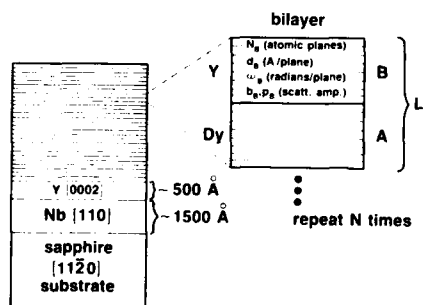 bilayer
N_B (atomic planes)
d_B (A/plane)
ω_B (radians/plane)
b_B, p_B (scatt. amp.)
Y
B
L
Dy
A
Y [0002]
~ 500 Å
Nb [110]
~ 1500 Å
repeat N times
sapphire
[112̄0]
substrate